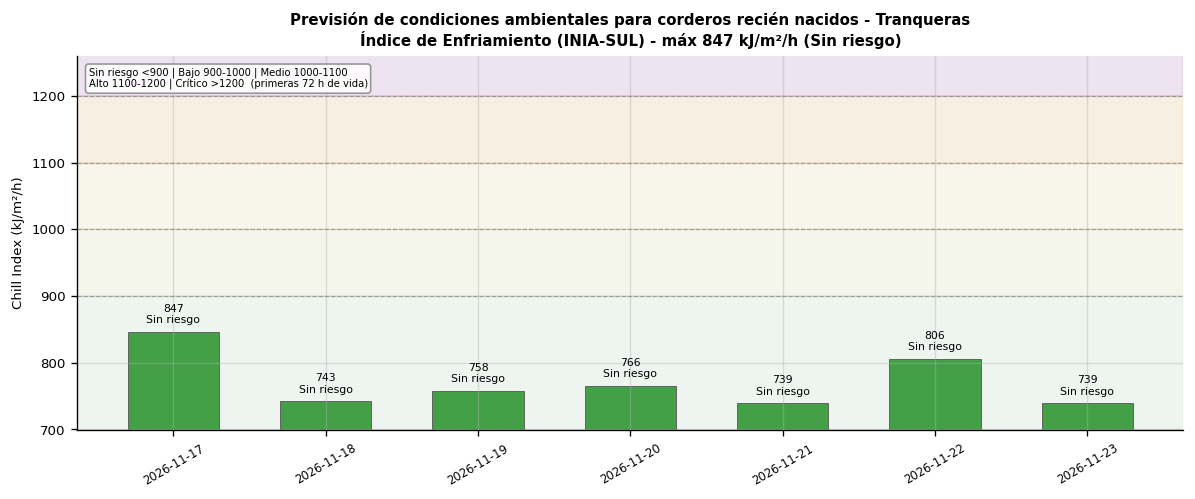 Previsión de condiciones ambientales para corderos recién nacidos - Tranqueras
Índice de Enfriamiento (INIA-SUL) - máx 847 kJ/m²/h (Sin riesgo)
Sin riesgo <900 | Bajo 900-1000 | Medio 1000-1100
Alto 1100-1200 | Crítico >1200  (primeras 72 h de vida)
Chill Index (kJ/m²/h)
1200
1100
1000
900
800
700
847
Sin riesgo
743
Sin riesgo
758
Sin riesgo
766
Sin riesgo
739
Sin riesgo
806
Sin riesgo
739
Sin riesgo
2026-11-17
2026-11-18
2026-11-19
2026-11-20
2026-11-21
2026-11-22
2026-11-23